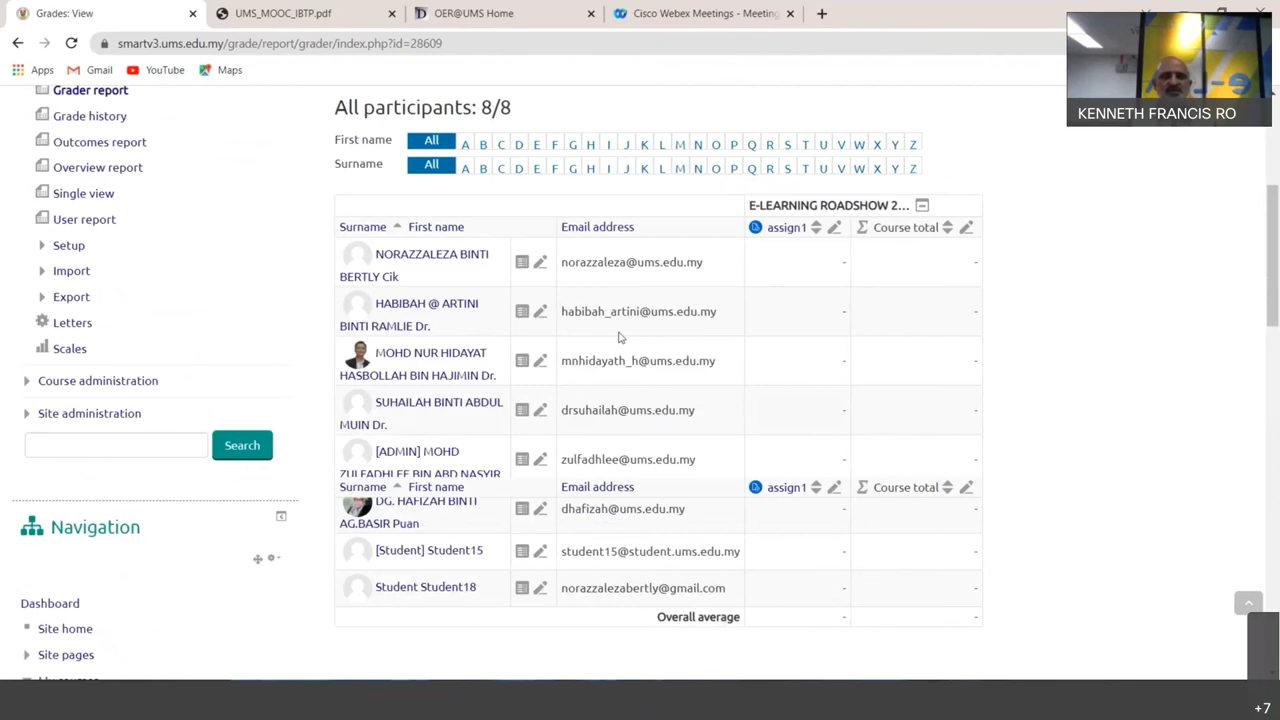 Grades: View
UMS_MOOC_IBTP.pdf
OER@UMS Home
Cisco Webex Meetings - Meeting
smartv3.ums.edu.my/grade/report/grader/index.php?id=28609
Apps
Gmail
YouTube
Maps
KENNETH FRANCIS RO
Grader report
Grade history
Outcomes report
Overview report
Single view
User report
Setup
Import
Export
Letters
Scales
Course administration
Site administration
Search
Navigation
Dashboard
Site home
Site pages
All participants: 8/8
First name All A B C D E F G H I J K L M N O P Q R S T U V W X Y Z
Surname All A B C D E F G H I J K L M N O P Q R S T U V W X Y Z
E-LEARNING ROADSHOW 2...
Surname First name Email address assign1 Σ Course total
NORAZZALEZA BINTI
BERTLY Cik
norazzaleza@ums.edu.my - -
HABIBAH @ ARTINI
BINTI RAMLIE Dr.
habibah_artini@ums.edu.my - -
MOHD NUR HIDAYAT
HASBOLLAH BIN HAJIMIN Dr.
mnhidayath_h@ums.edu.my - -
SUHAILAH BINTI ABDUL
MUIN Dr.
drsuhailah@ums.edu.my - -
[ADMIN] MOHD
ZULFADHLEE BIN ABD NASYIR
zulfadhlee@ums.edu.my - -
Surname First name Email address assign1 Σ Course total
DG. HAFIZAH BINTI
AG.BASIR Puan
dhafizah@ums.edu.my - -
[Student] Student15 student15@student.ums.edu.my - -
Student Student18 norazzalezabertly@gmail.com - -
Overall average - -
+7